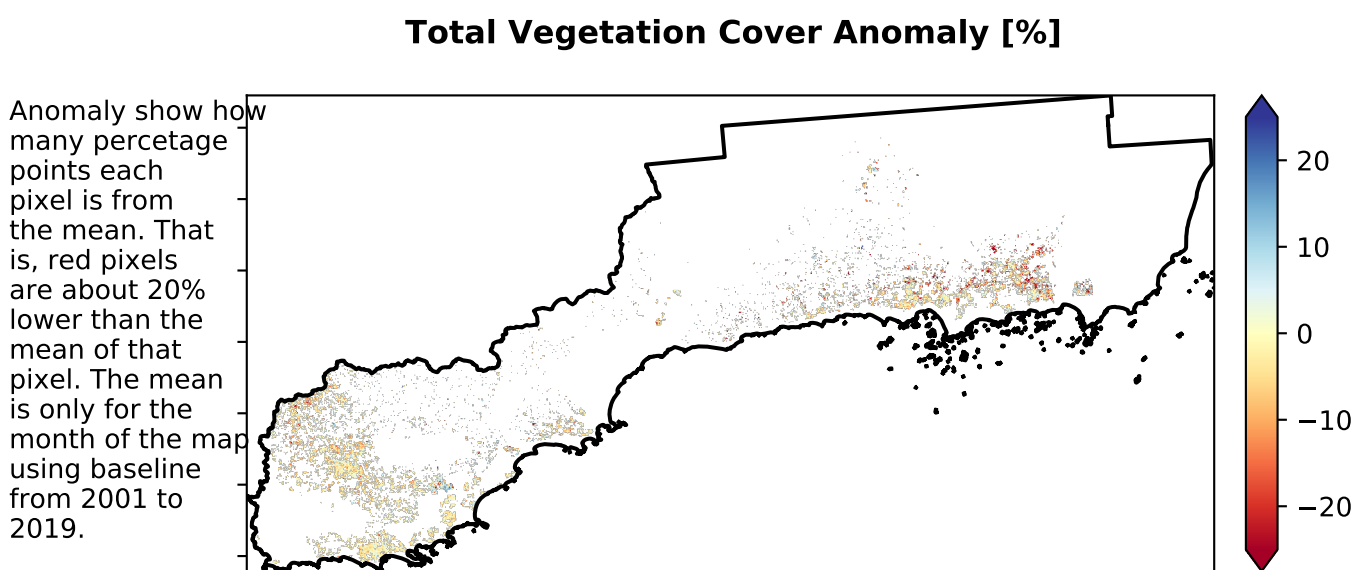 Total Vegetation Cover Anomaly [%]
Anomaly show how
many percetage
points each
pixel is from
the mean. That
is, red pixels
are about 20%
lower than the
mean of that
pixel. The mean
is only for the
month of the map
using baseline
from 2001 to
2019.
20
10
0
−10
−20